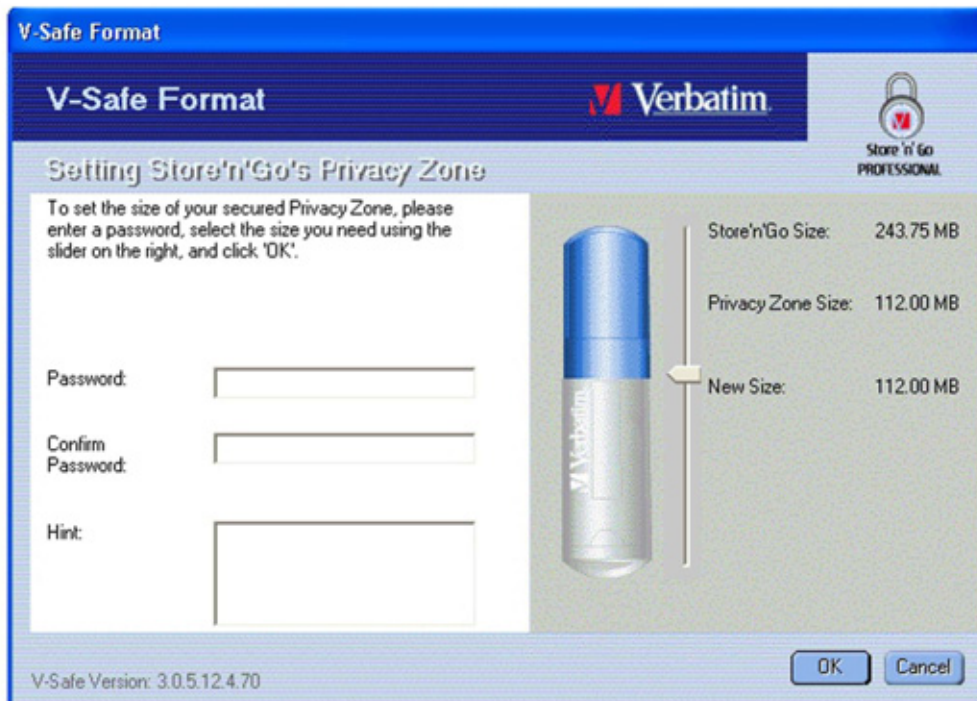 V-Safe Format
V-Safe Format
Verbatim
Store 'n' Go
PROFESSIONAL
Setting Store'n'Go's Privacy Zone
To set the size of your secured Privacy Zone, please
enter a password, select the size you need using the
slider on the right, and click 'OK'.
Password:
Confirm
Password:
Hint:
Verbatim
Store'n'Go Size: 243.75 MB
Privacy Zone Size: 112.00 MB
New Size: 112.00 MB
V-Safe Version: 3.0.5.12.4.70
OK
Cancel